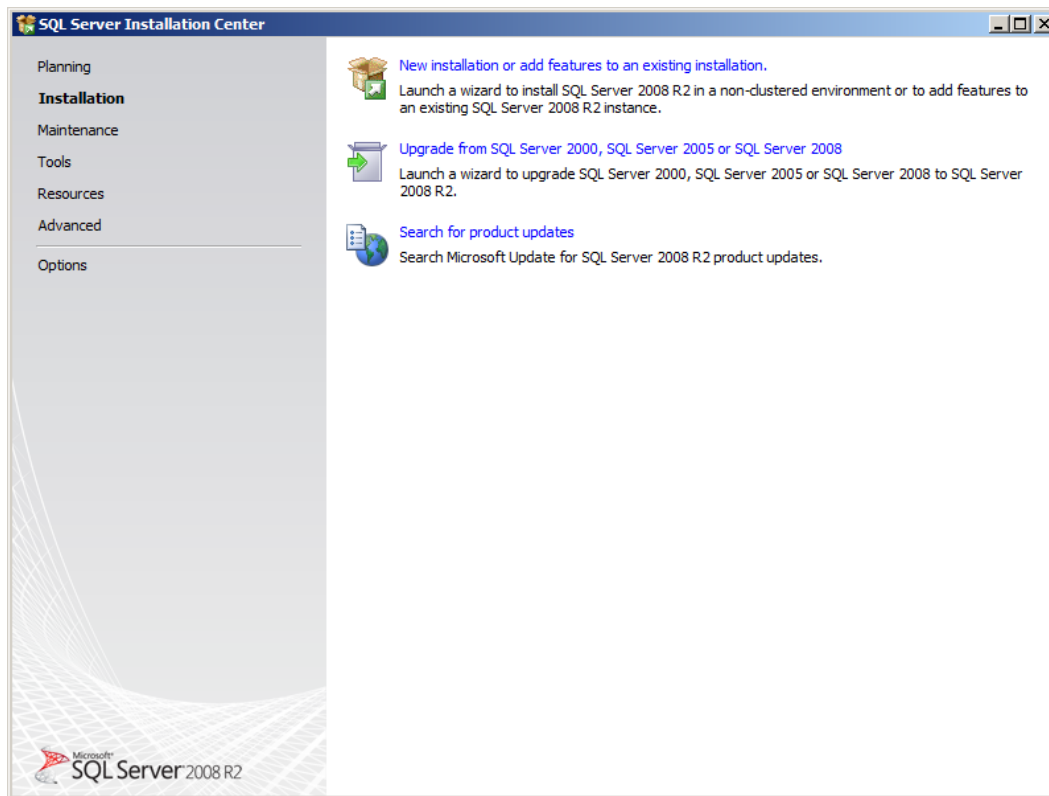 SQL Server Installation Center
Planning
Installation
Maintenance
Tools
Resources
Advanced
Options
New installation or add features to an existing installation.
Launch a wizard to install SQL Server 2008 R2 in a non-clustered environment or to add features to
an existing SQL Server 2008 R2 instance.
Upgrade from SQL Server 2000, SQL Server 2005 or SQL Server 2008
Launch a wizard to upgrade SQL Server 2000, SQL Server 2005 or SQL Server 2008 to SQL Server
2008 R2.
Search for product updates
Search Microsoft Update for SQL Server 2008 R2 product updates.
Microsoft®
SQL Server® 2008 R2